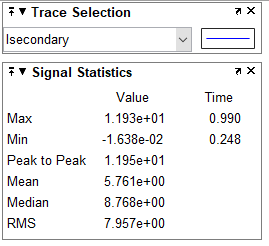 Trace Selection
Isecondary
Signal Statistics
Value Time
Max 1.193e+01 0.990
Min -1.638e-02 0.248
Peak to Peak 1.195e+01
Mean 5.761e+00
Median 8.768e+00
RMS 7.957e+00